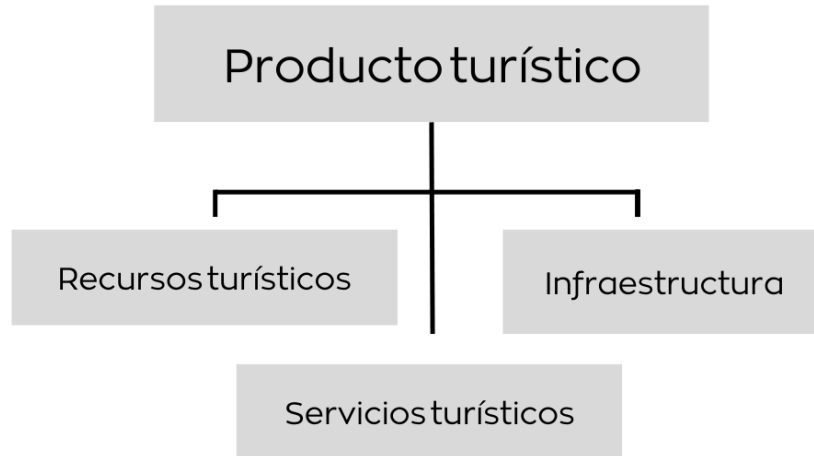 Producto turístico
Recursos turísticos
Infraestructura
Servicios turísticos